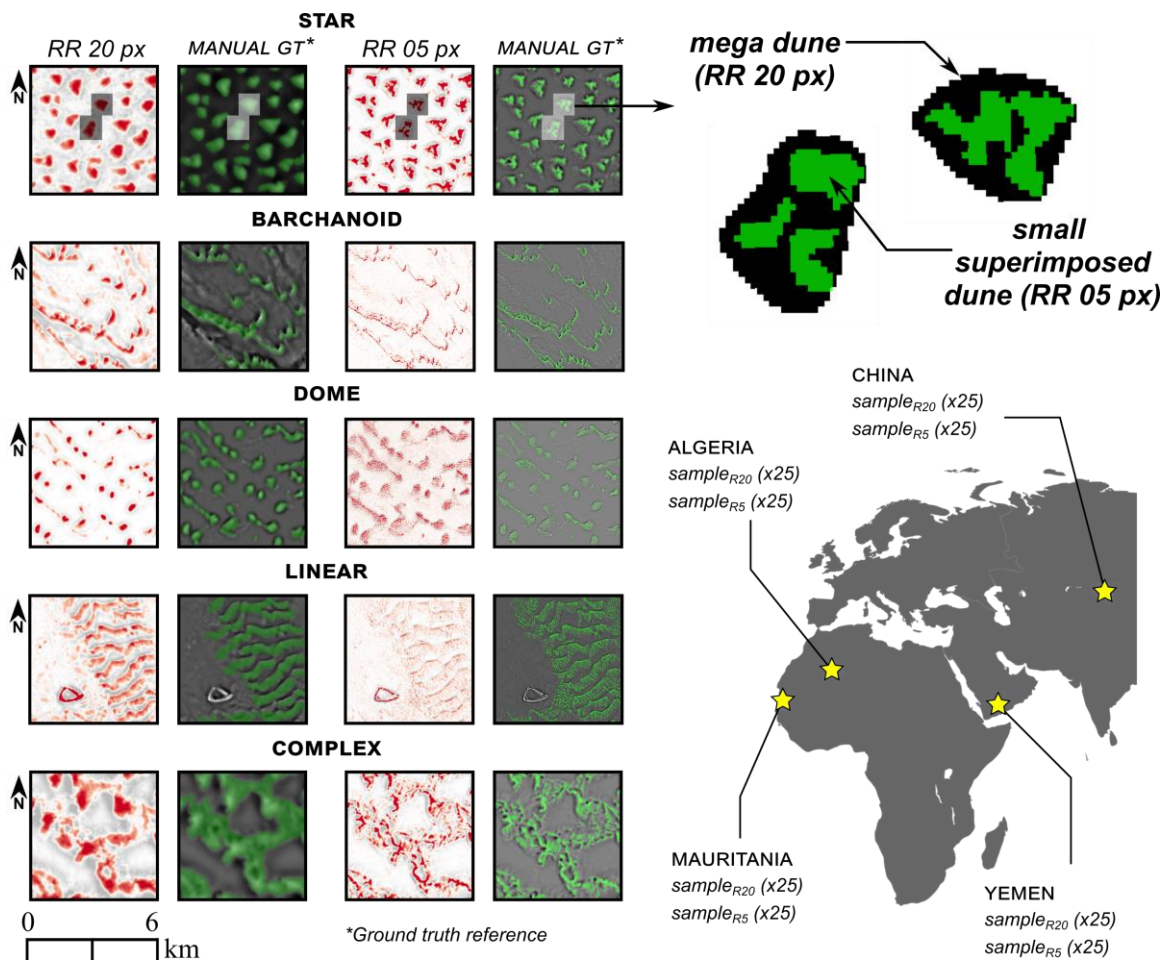 STAR
RR 20 px MANUAL GT* RR 05 px MANUAL GT*
N
BARCHANOID
N
DOME
N
LINEAR
N
COMPLEX
N
0 6
km
*Ground truth reference
mega dune
(RR 20 px)
small
superimposed
dune (RR 05 px)
CHINA
sampleR20 (x25)
sampleR5 (x25)
ALGERIA
sampleR20 (x25)
sampleR5 (x25)
MAURITANIA
sampleR20 (x25)
sampleR5 (x25)
YEMEN
sampleR20 (x25)
sampleR5 (x25)